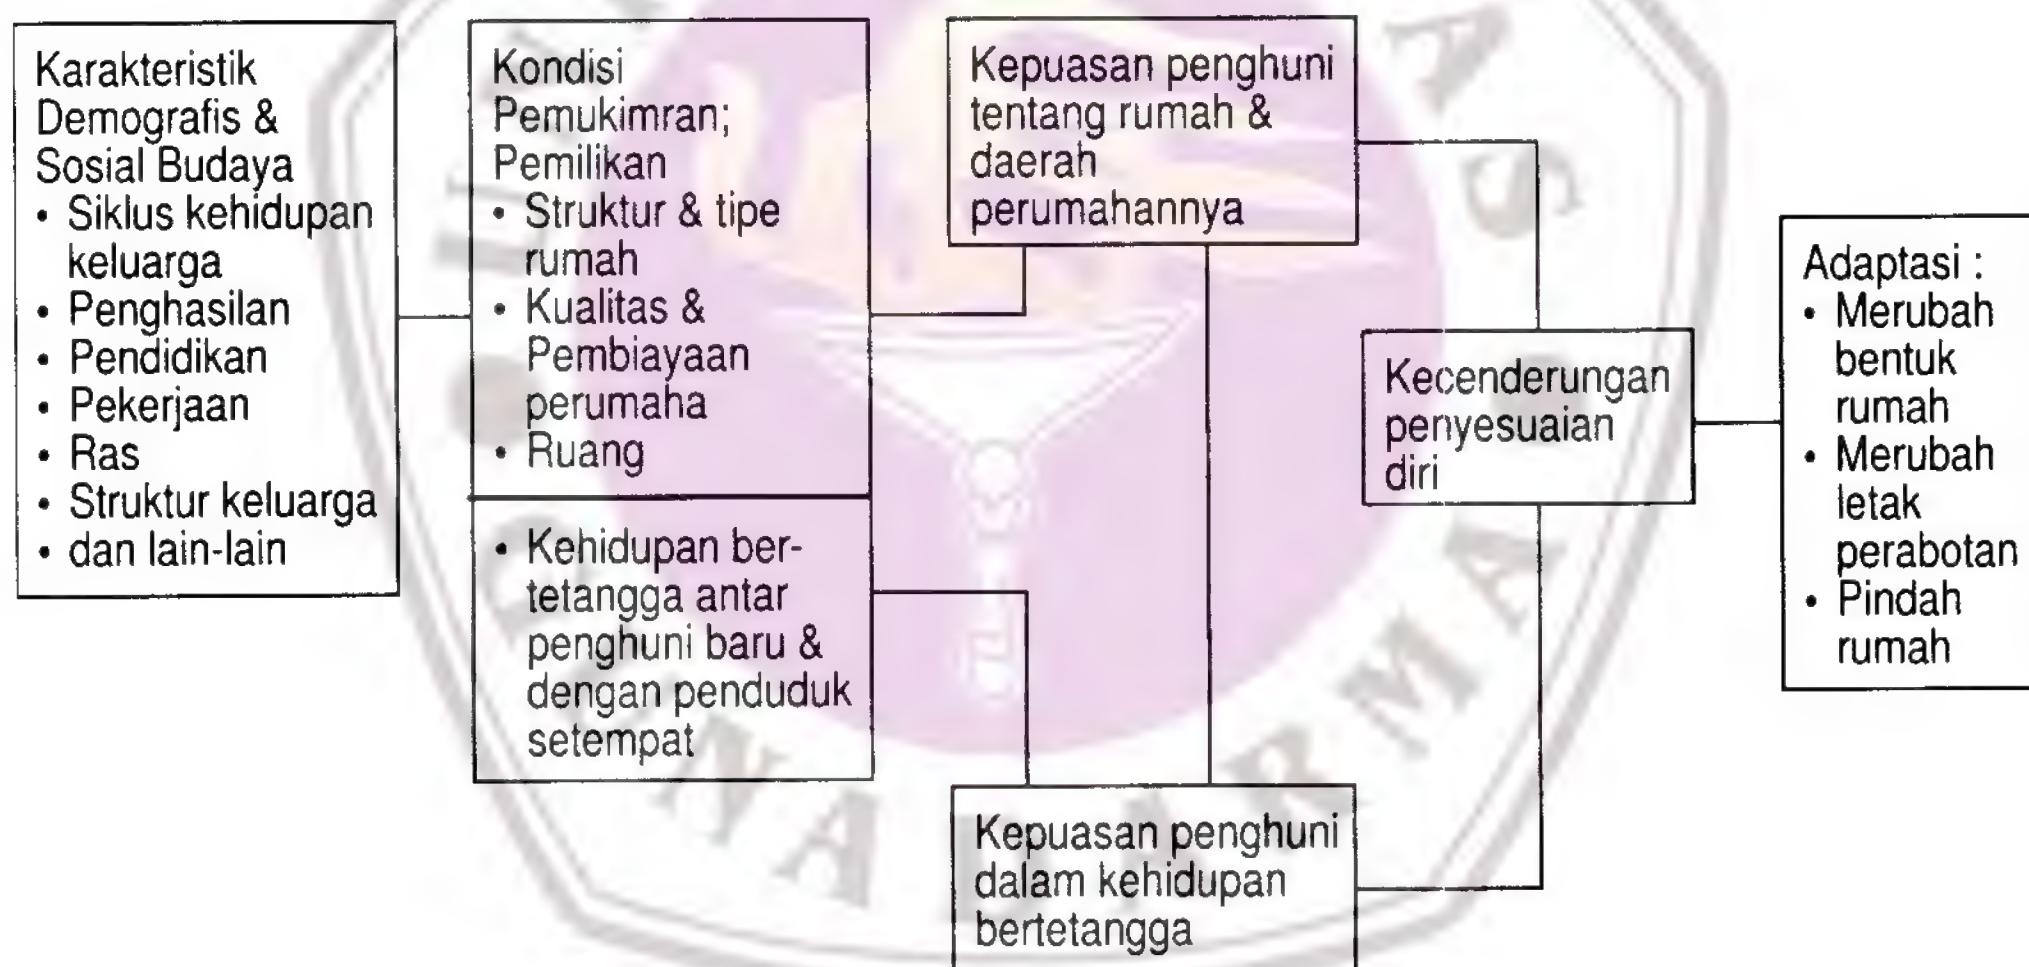 Karakteristik
Demografis &
Sosial Budaya
• Siklus kehidupan
keluarga
• Penghasilan
• Pendidikan
• Pekerjaan
• Ras
• Struktur keluarga
• dan lain-lain
Kondisi
Pemukimran;
Pemilikan
• Struktur & tipe
rumah
• Kualitas &
Pembiayaan
perumaha
• Ruang
• Kehidupan ber-
tetangga antar
penghuni baru &
dengan penduduk
setempat
Kepuasan penghuni
tentang rumah &
daerah
perumahannya
Kepuasan penghuni
dalam kehidupan
bertetangga
Kecenderungan
penyesuaian
diri
Adaptasi :
• Merubah
bentuk
rumah
• Merubah
letak
perabotan
• Pindah
rumah